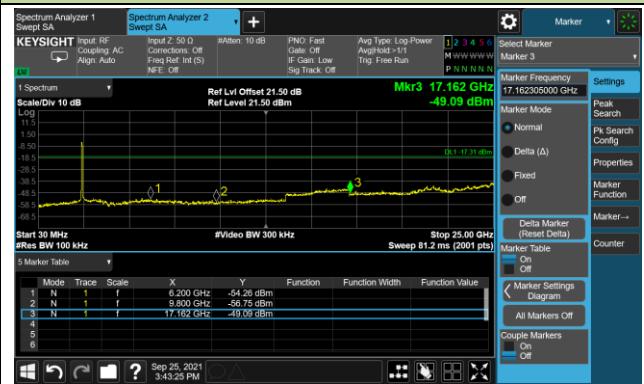 Spectrum Analyzer 1
Swept SA
Spectrum Analyzer 2
Swept SA
Marker
KEYSIGHT
Input: RF
Coupling: AC
Align: Auto
Input Z: 50 Ω
Corrections: Off
Freq Ref: Int (S)
NFE: Off
#Atten: 10 dB
PNO: Fast
Gate: Off
IF Gain: Low
Sig Track: Off
Avg Type: Log-Power
Avg|Hold:>1/1
Trig: Free Run
1 2 3 4 5 6
M W W W W W
P N N N N N
LXI
Select Marker
Marker 3
1 Spectrum
Scale/Div 10 dB
Log
Ref Lvl Offset 21.50 dB
Ref Level 21.50 dBm
Mkr3 17.162 GHz
-49.09 dBm
11.5
1.50
-8.50
-18.5
-28.5
-38.5
-48.5
-58.5
-68.5
DL1 -17.31 dBm
1
2
3
Start 30 MHz
#Res BW 100 kHz
#Video BW 300 kHz
Stop 25.00 GHz
Sweep 81.2 ms (2001 pts)
5 Marker Table
Mode Trace Scale X Y Function Function Width Function Value
1 N 1 f 6.200 GHz -54.26 dBm
2 N 1 f 9.800 GHz -56.75 dBm
3 N 1 f 17.162 GHz -49.09 dBm
4
5
6
Marker Frequency
17.162305000 GHz
Marker Mode
Normal
Delta (Δ)
Fixed
Off
Delta Marker
(Reset Delta)
Marker Table
On
Off
Marker Settings
Diagram
All Markers Off
Couple Markers
On
Off
Settings
Peak
Search
Pk Search
Config
Properties
Marker
Function
Marker→
Counter
Sep 25, 2021
3:43:25 PM